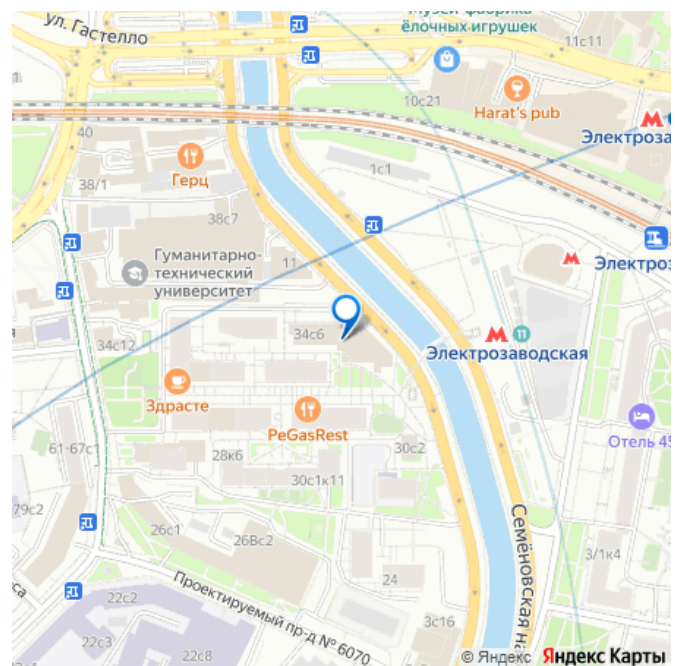 Музей-фабрика
ёлочных игрушек
ул. Гастелло
11с11
10с21
Harat's pub
М
Электроза
40
Герц
1с1
38/1
38с7
Гуманитарно-
технический
университет
11
М
Электроз
34с6
М 11
Электрозаводская
34с12
я
Здрасте
PeGasRest
Отель 45
61-67с1
28к6
30с2
30с1к11
79с2
26с1
26Вс2
Семёновская на
3/1к4
са
24
Проектируемый пр-д № 6070
22с2
3с16
22с3
22с8
© Яндекс Яндекс Карты